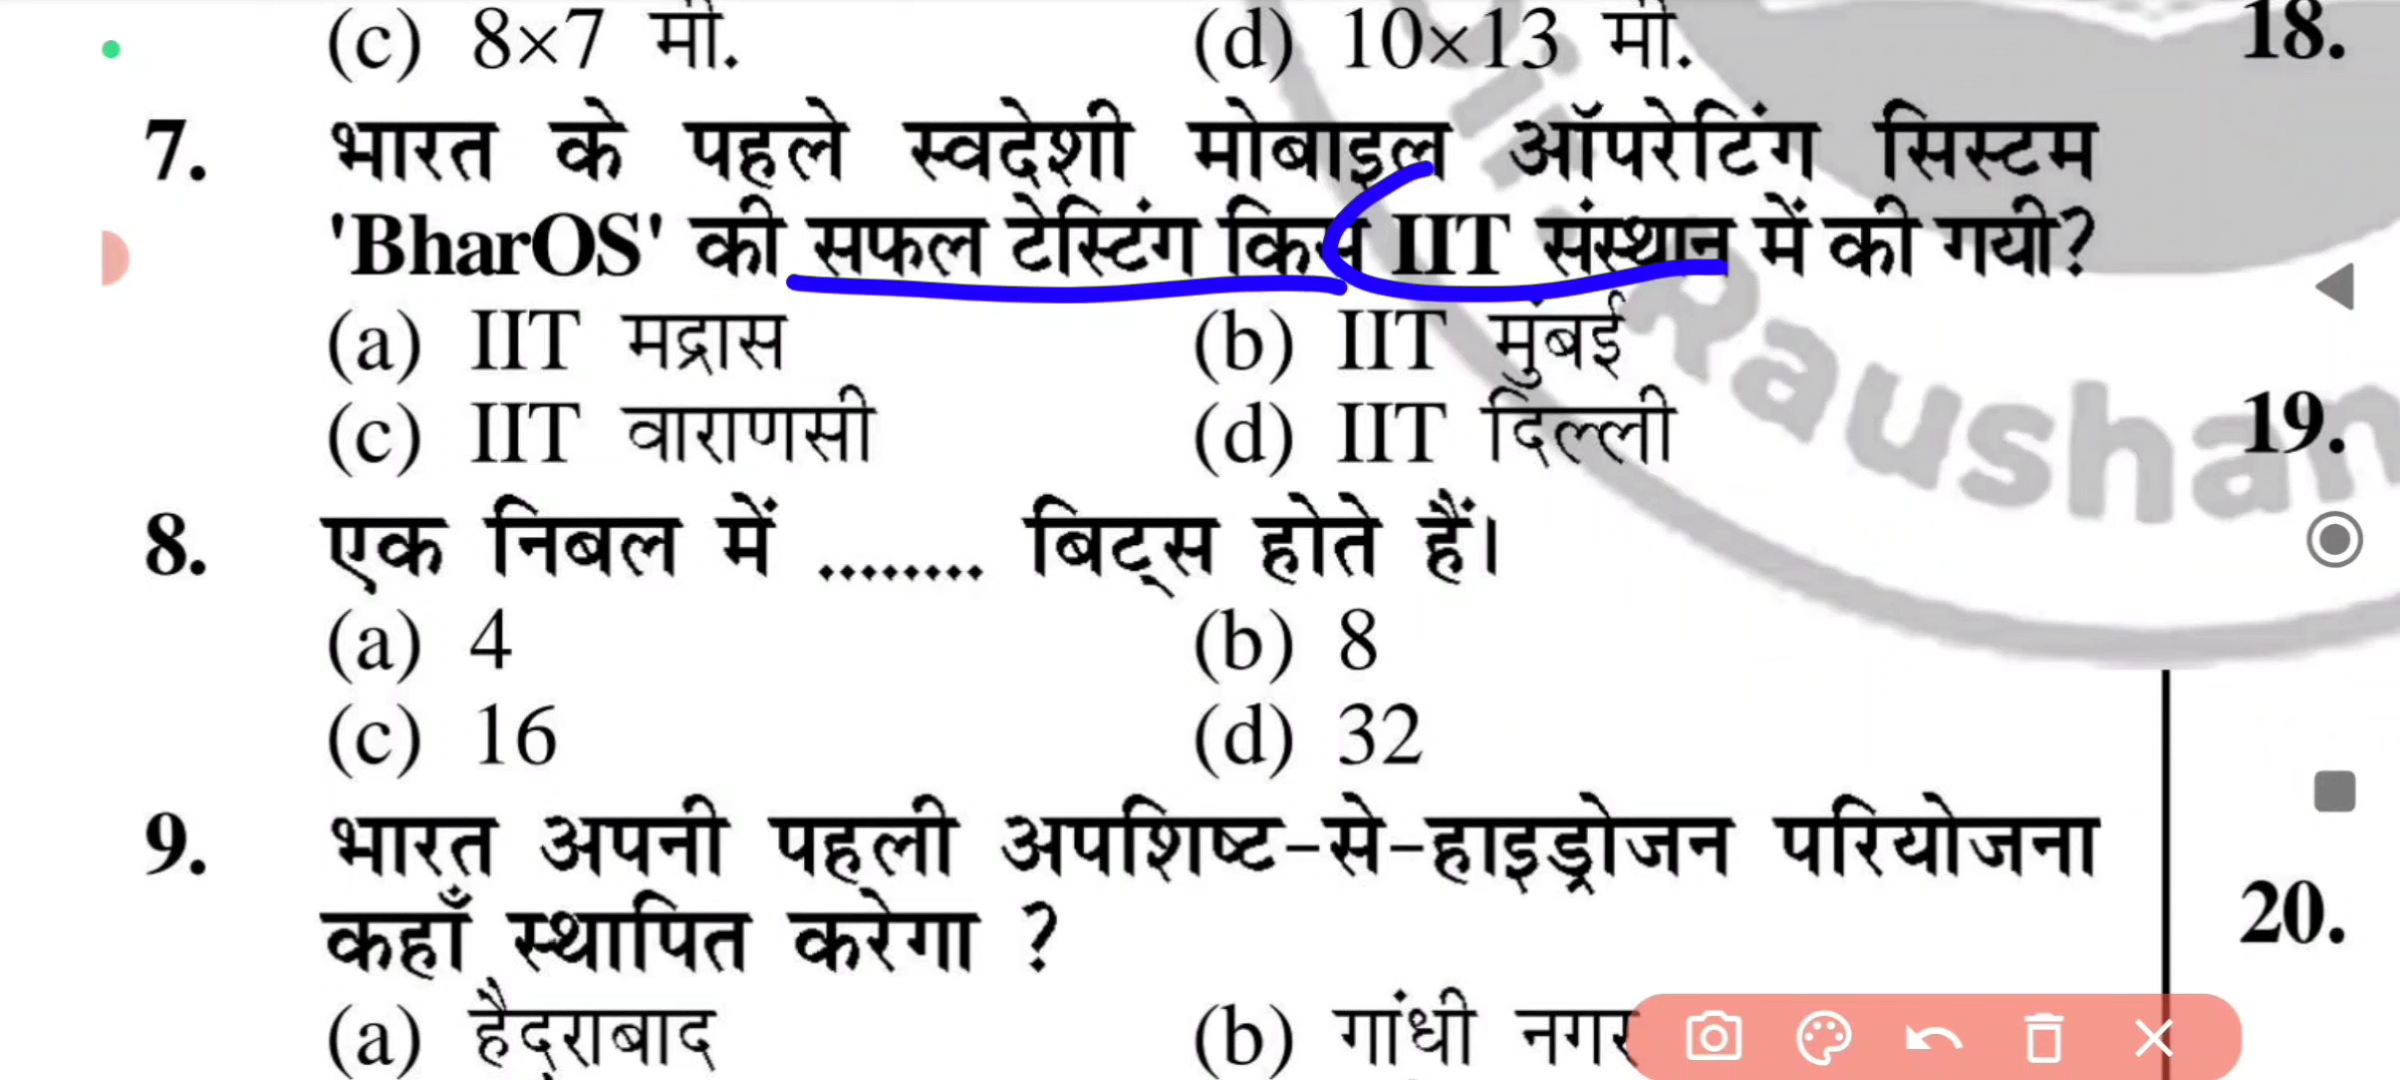 (c) 8×7 मी.
(d) 10×13 मी.
7. भारत के पहले स्वदेशी मोबाइल ऑपरेटिंग सिस्टम
'BharOS' की सफल टेस्टिंग किस IIT संस्थान में की गयी?
(a) IIT मद्रास
(b) IIT मुंबई
(c) IIT वाराणसी
(d) IIT दिल्ली
8. एक निबल में ........ बिट्स होते हैं।
(a) 4
(b) 8
(c) 16
(d) 32
9. भारत अपनी पहली अपशिष्ट-से-हाइड्रोजन परियोजना
कहाँ स्थापित करेगा ?
(a) हैदराबाद
(b) गांधी नगर
18.
19.
20.
Raushan